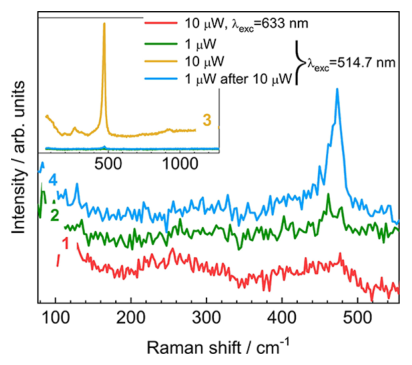 10 μW, λexc=633 nm
1 μW
10 μW
1 μW after 10 μW
λexc=514.7 nm
3
500 1000
4
2
1
100 200 300 400 500
Raman shift / cm-1
Intensity / arb. units